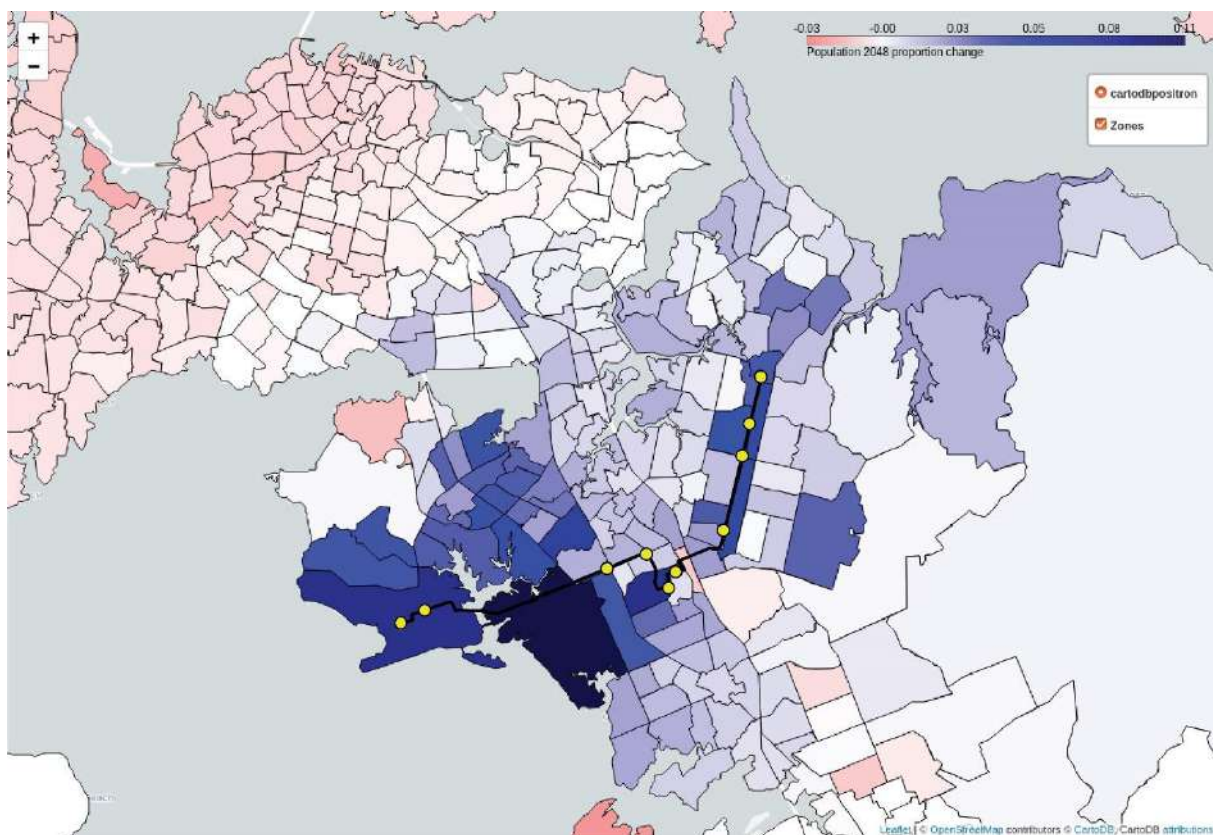 +
−
-0.03 -0.00 0.03 0.05 0.08 0.11
Population 2048 proportion change
cartodbpositron
Zones
Leaflet | © OpenStreetMap contributors © CartoDB, CartoDB attributions